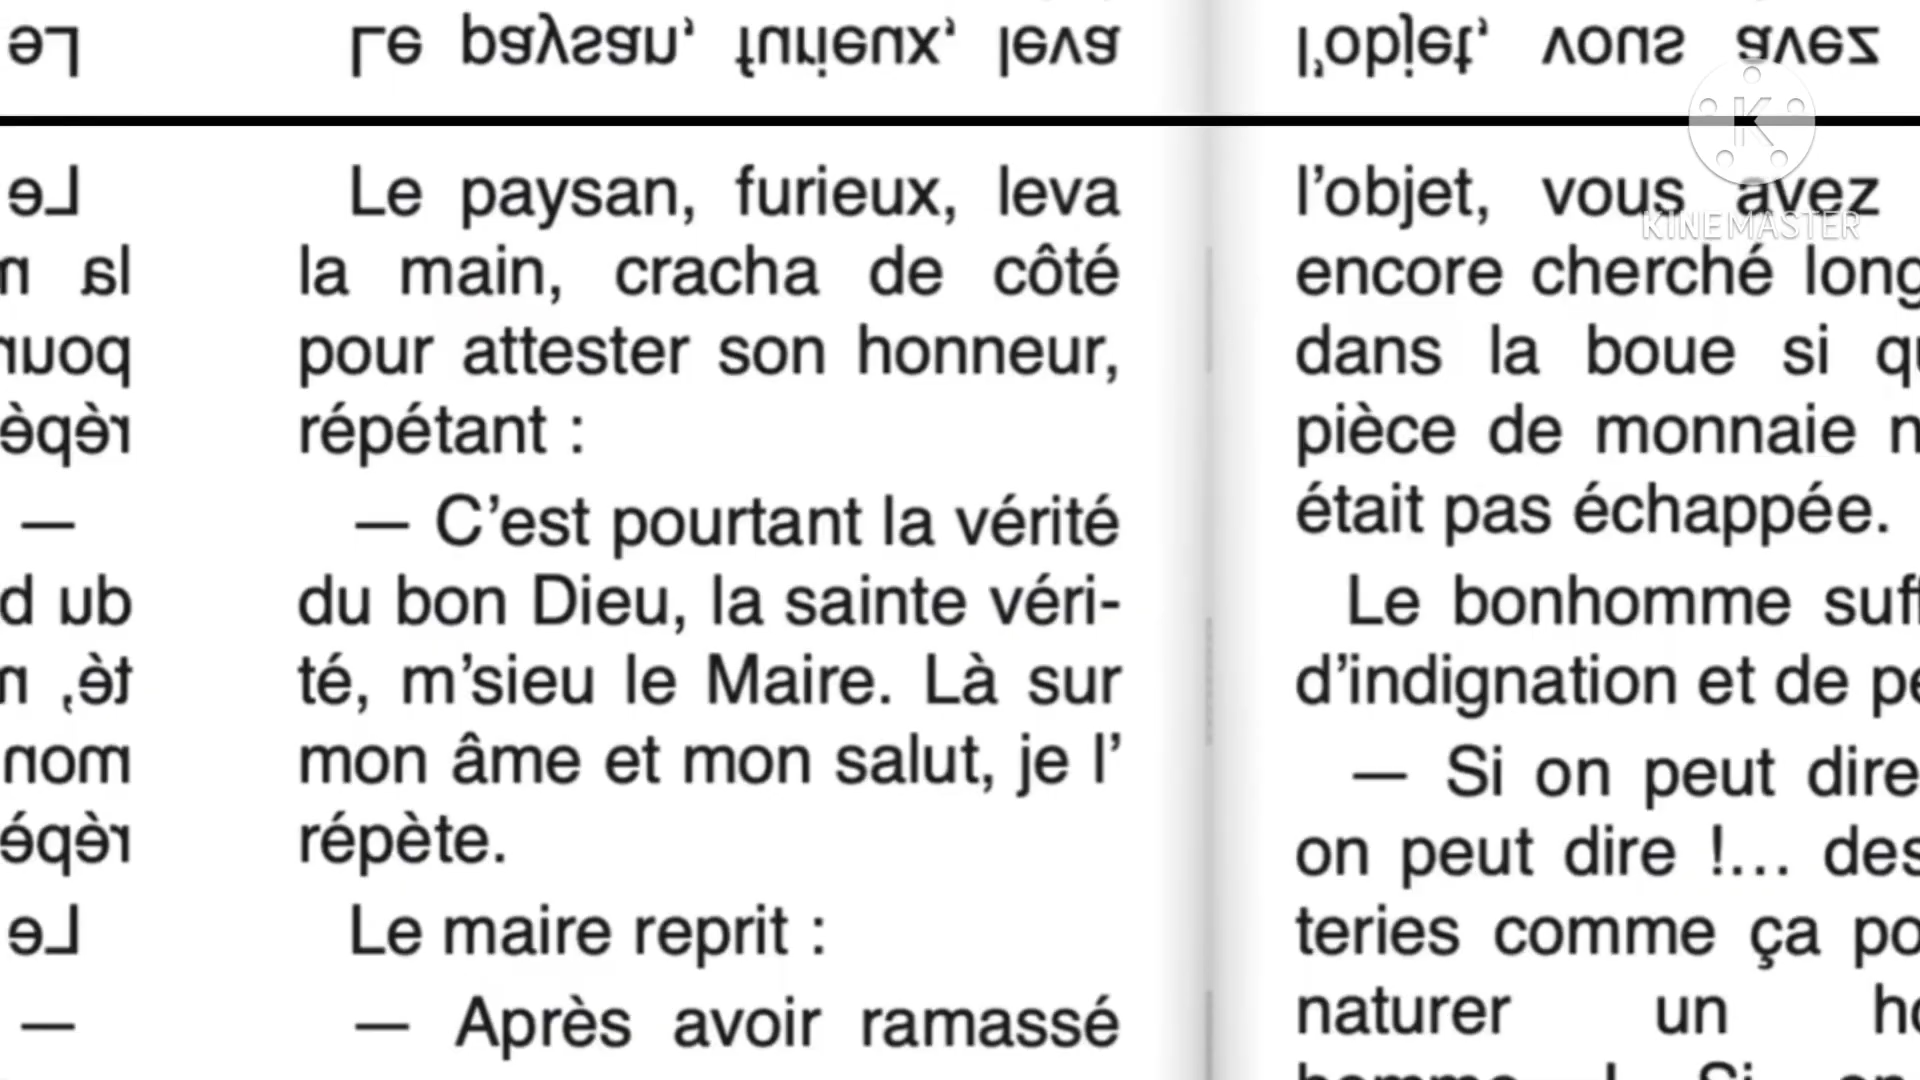 Le paysan, furieux, leva
la main, cracha de côté
pour attester son honneur,
répétant :
— C’est pourtant la vérité
du bon Dieu, la sainte véri-
té, m’sieu le Maire. Là sur
mon âme et mon salut, je l’
répète.
Le maire reprit :
— Après avoir ramassé
l’objet, vous avez
encore cherché
dans la boue si
pièce de monnaie
était pas échappée.
Le bonhomme
d’indignation et de
— Si on peut dire
on peut dire !… des
teries comme ça
naturer un
KINEMASTER